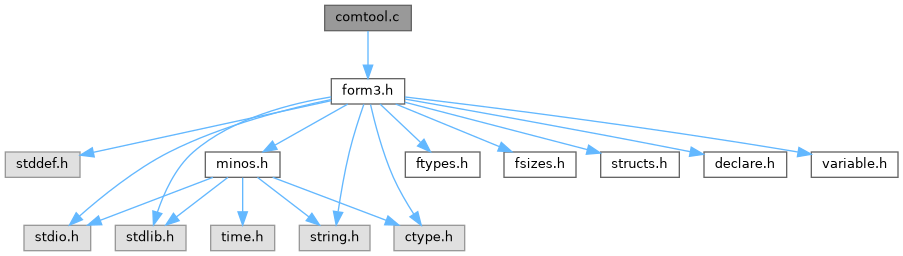 comtool.c
form3.h
stddef.h
minos.h
ftypes.h
fsizes.h
structs.h
declare.h
variable.h
stdio.h
stdlib.h
time.h
string.h
ctype.h